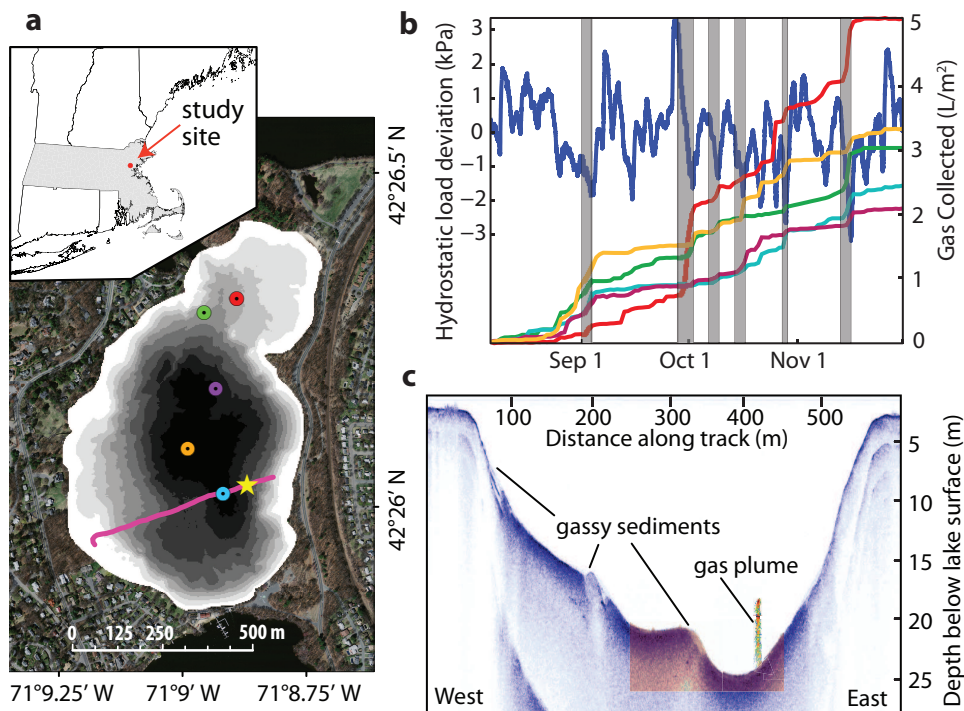 a
study
site
42°26.5′ N
42°26′ N
0 125 250 500 m
71°9.25′ W 71°9′ W 71°8.75′ W
b
Hydrostatic load deviation (kPa)
3
2
1
0
-1
-2
-3
Gas Collected (L/m²)
5
4
3
2
1
0
Sep 1 Oct 1 Nov 1
c
100 200 300 400 500
Distance along track (m)
gassy sediments
gas plume
West
East
Depth below lake surface (m)
5
10
15
20
25